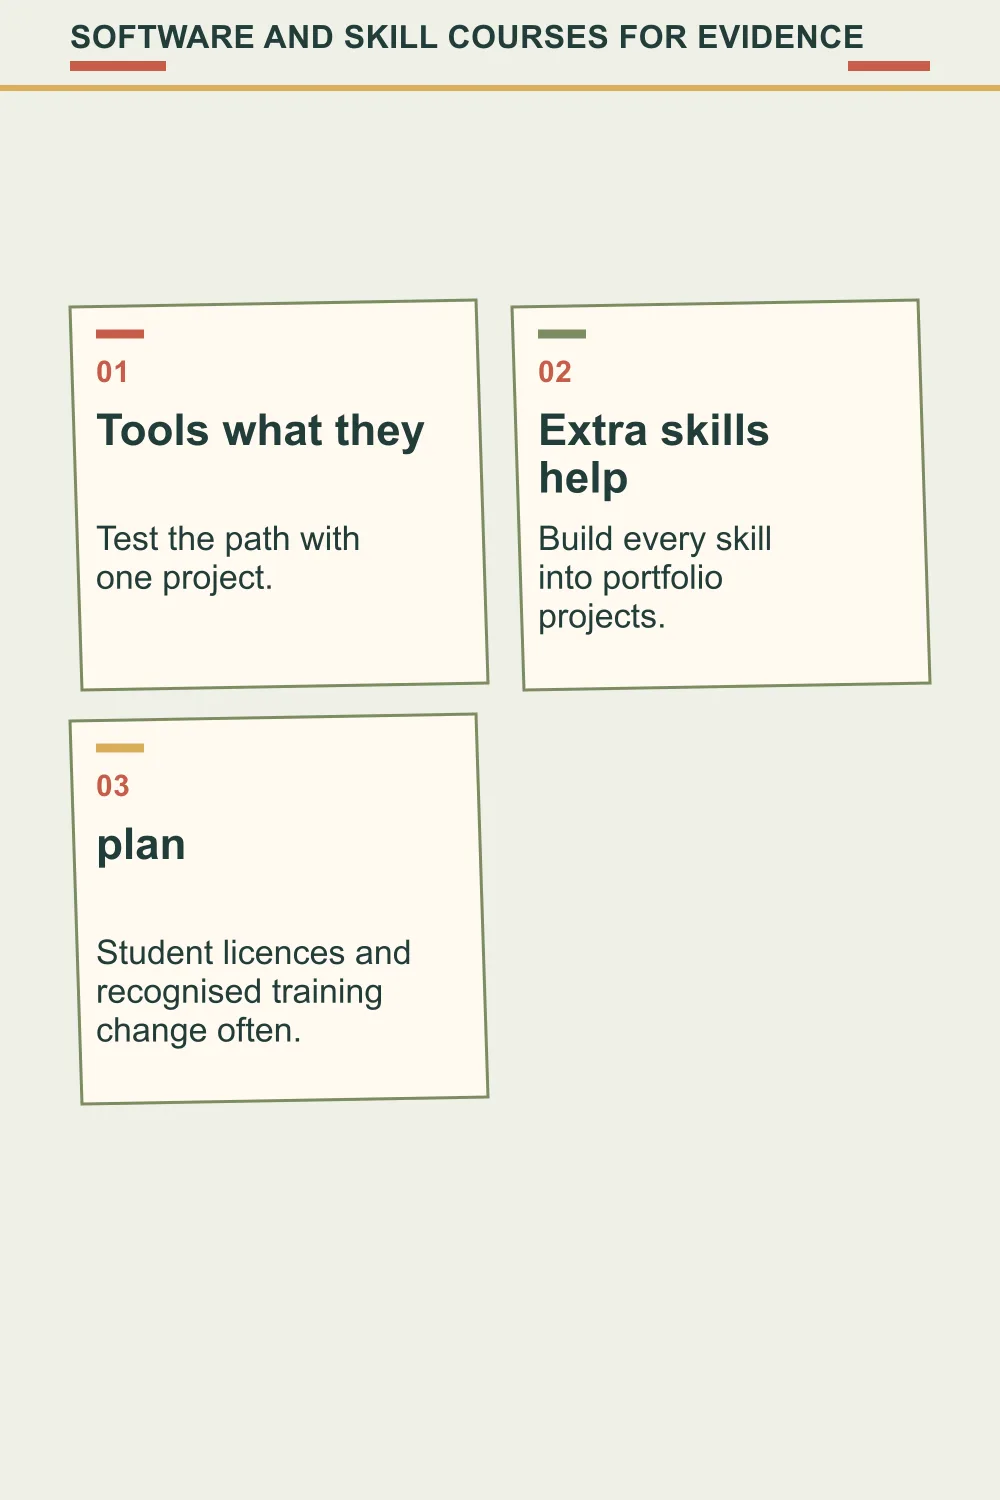 SOFTWARE AND SKILL COURSES FOR EVIDENCE
01
Tools what they
Test the path with
one project.
02
Extra skills
help
Build every skill
into portfolio
projects.
03
plan
Student licences and
recognised training
change often.